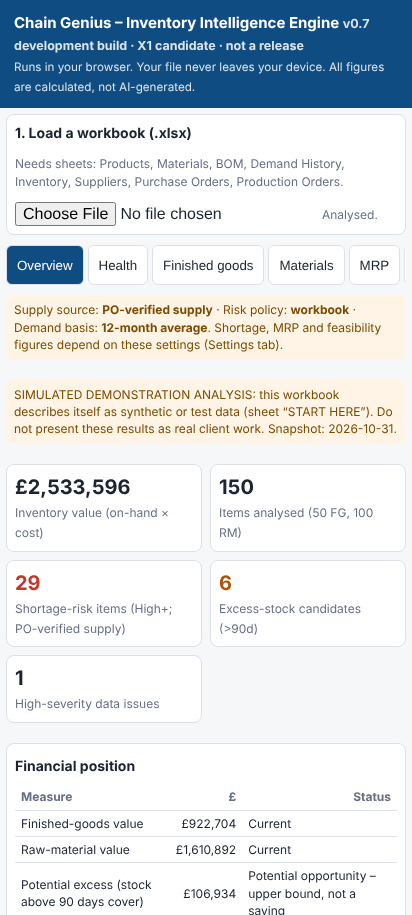 Chain Genius – Inventory Intelligence Engine v0.7
development build · X1 candidate · not a release
Runs in your browser. Your file never leaves your device. All figures
are calculated, not AI-generated.
1. Load a workbook (.xlsx)
Needs sheets: Products, Materials, BOM, Demand History,
Inventory, Suppliers, Purchase Orders, Production Orders.
Choose File No file chosen Analysed.
Overview Health Finished goods Materials MRP
Supply source: PO-verified supply · Risk policy: workbook ·
Demand basis: 12-month average. Shortage, MRP and feasibility
figures depend on these settings (Settings tab).
SIMULATED DEMONSTRATION ANALYSIS: this workbook
describes itself as synthetic or test data (sheet “START HERE”). Do
not present these results as real client work. Snapshot: 2026-10-31.
£2,533,596
Inventory value (on-hand ×
cost)
150
Items analysed (50 FG, 100
RM)
29
Shortage-risk items (High+;
PO-verified supply)
6
Excess-stock candidates
(>90d)
1
High-severity data issues
Financial position
Measure £ Status
Finished-goods value £922,704 Current
Raw-material value £1,610,892 Current
Potential excess (stock
above 90 days cover) £106,934 Potential opportunity –
upper bound, not a
saving